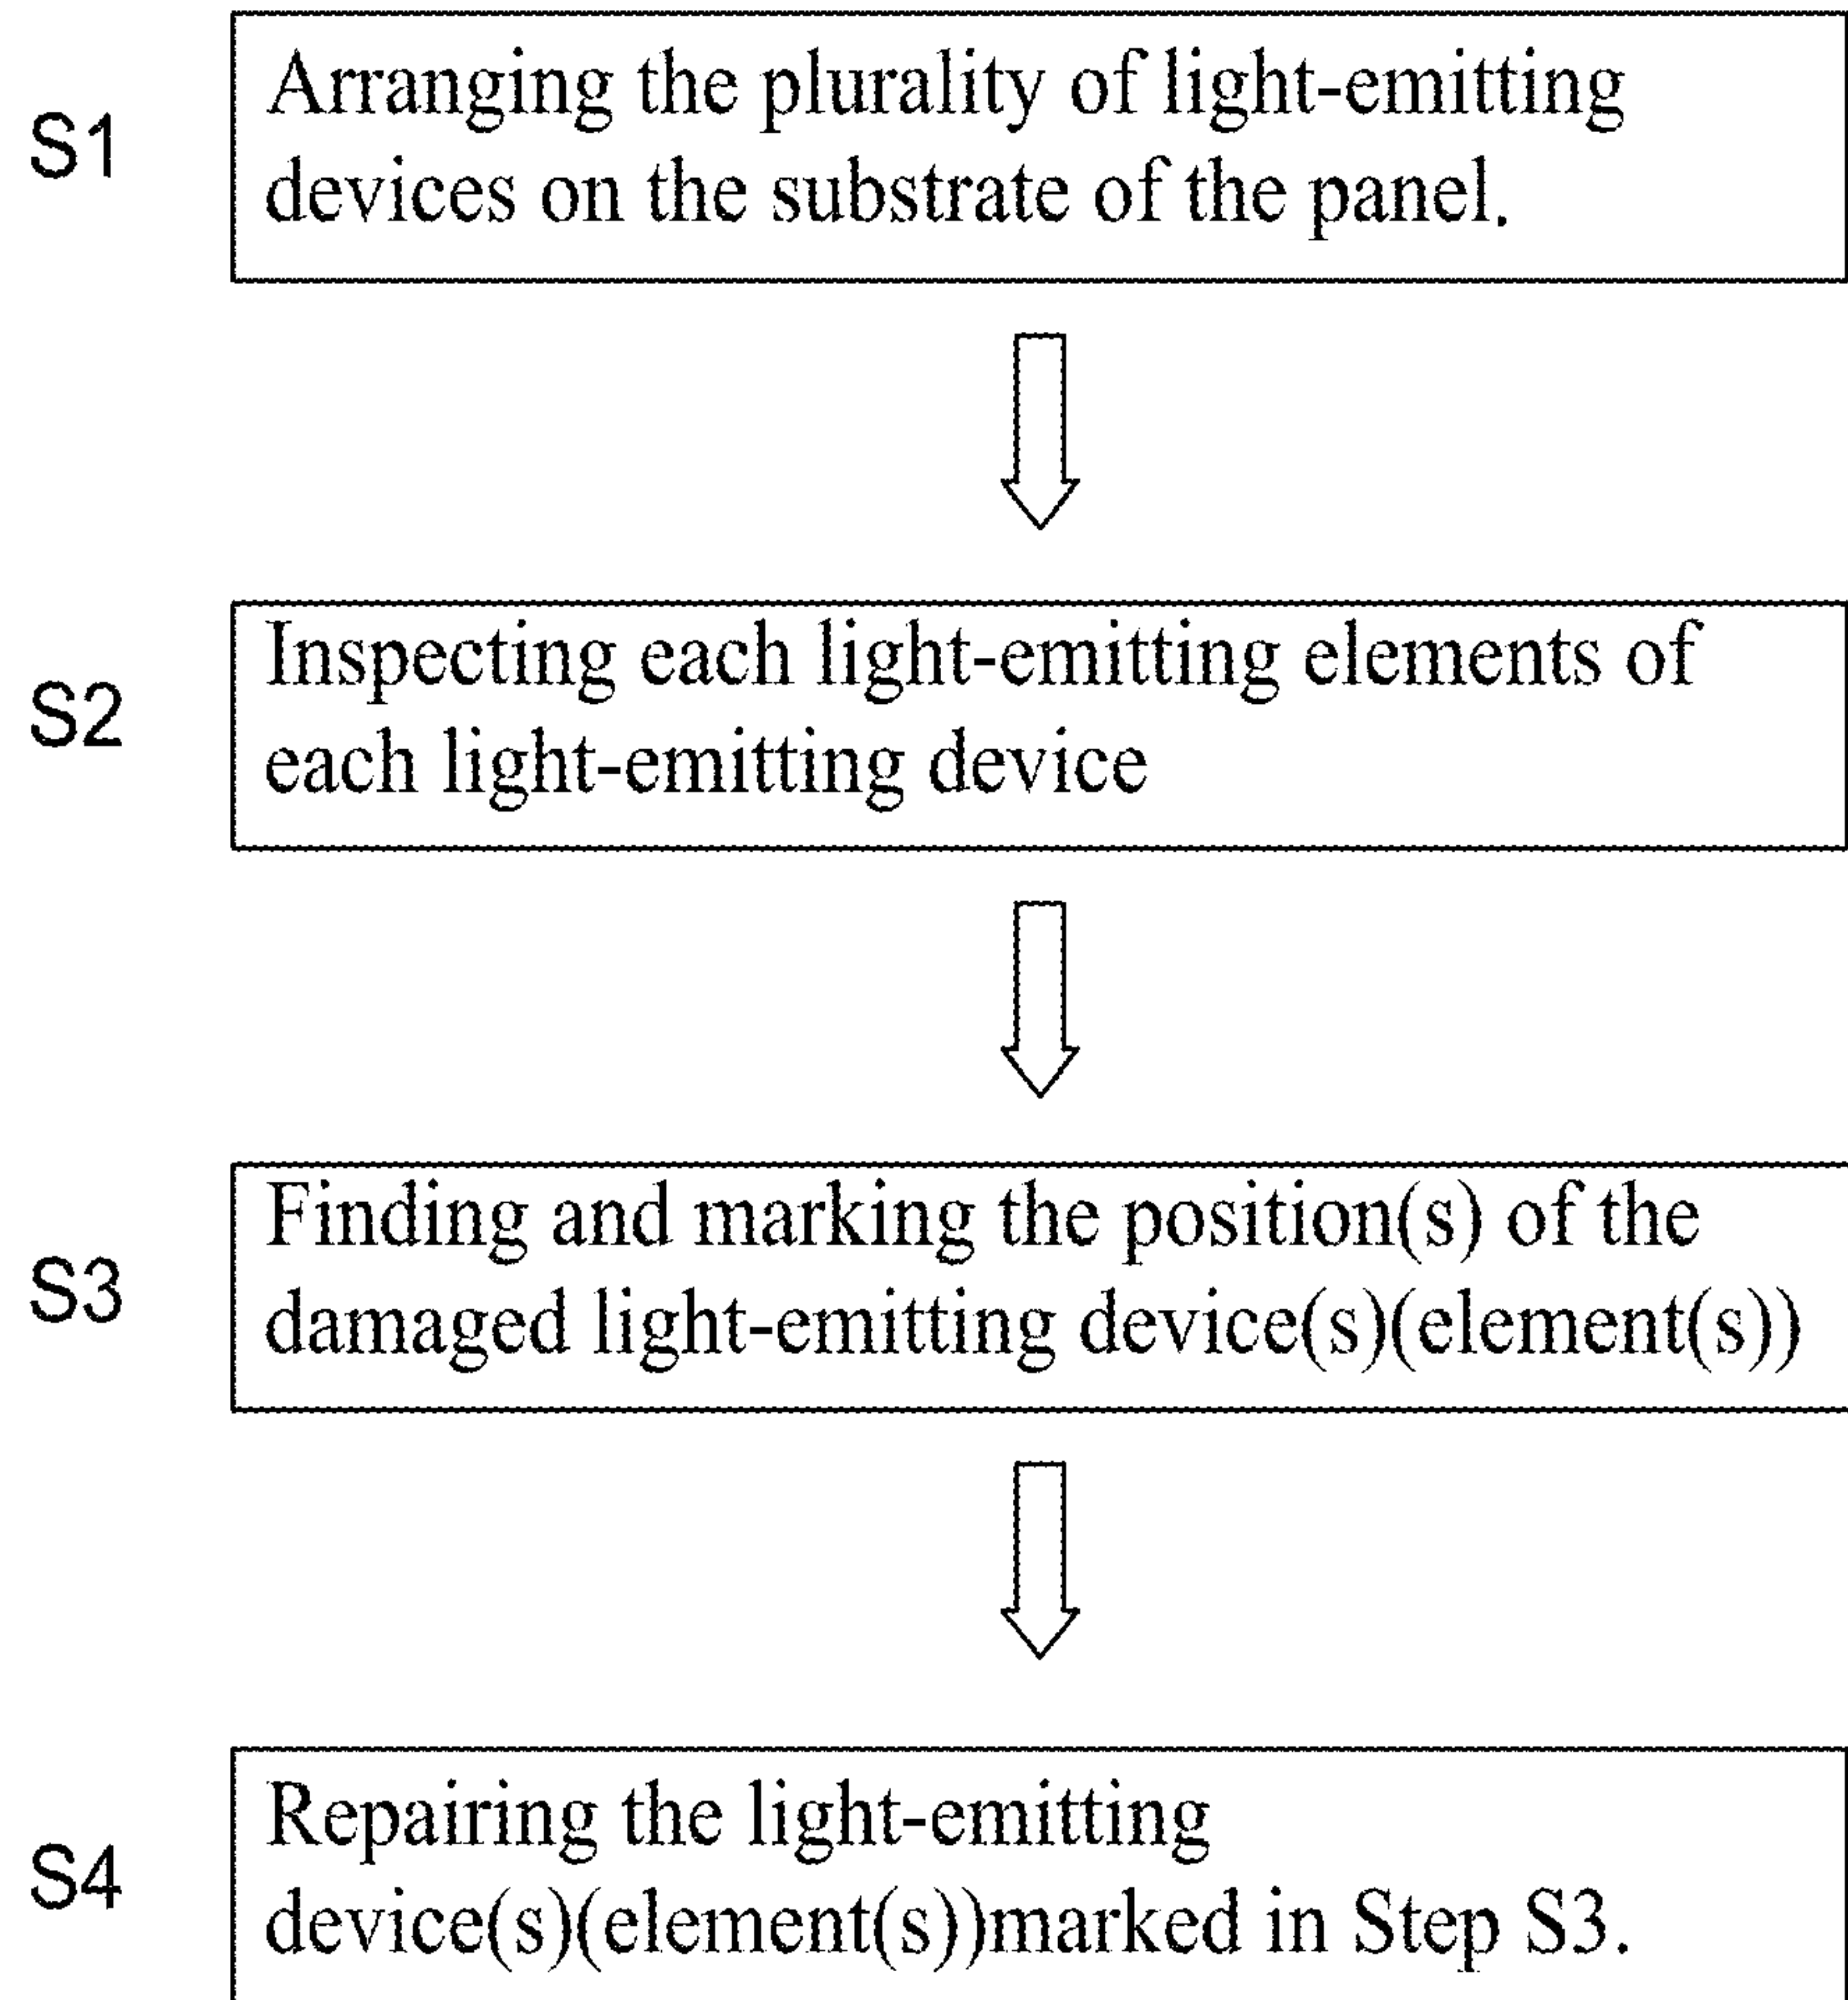 S1
Arranging the plurality of light-emitting
devices on the substrate of the panel.
S2
Inspecting each light-emitting elements of
each light-emitting device
S3
Finding and marking the position(s) of the
damaged light-emitting device(s)(element(s))
S4
Repairing the light-emitting
device(s)(element(s))marked in Step S3.